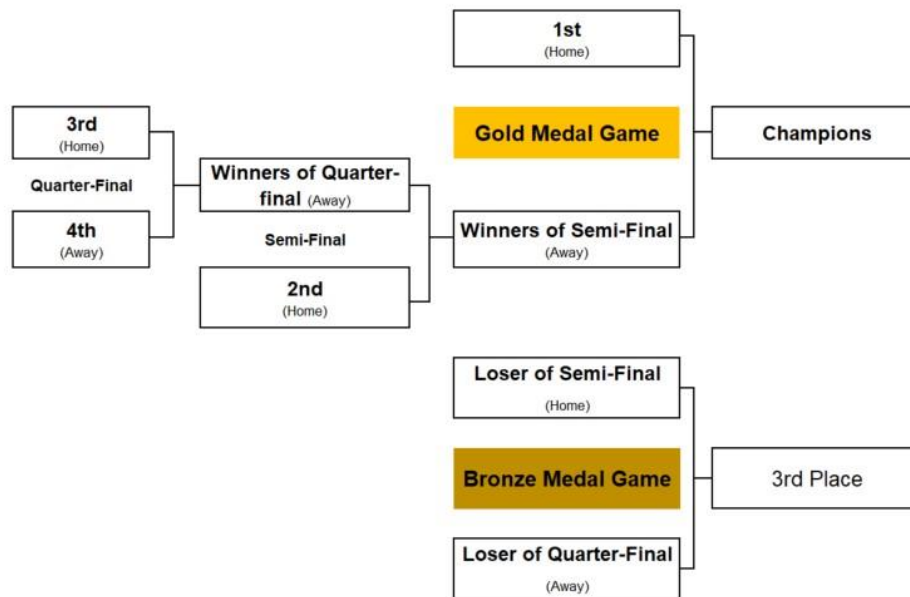 1st
(Home)
Gold Medal Game
Champions
3rd
(Home)
Quarter-Final
4th
(Away)
Winners of Quarter-
final (Away)
Semi-Final
2nd
(Home)
Winners of Semi-Final
(Away)
Loser of Semi-Final
(Home)
Bronze Medal Game
3rd Place
Loser of Quarter-Final
(Away)